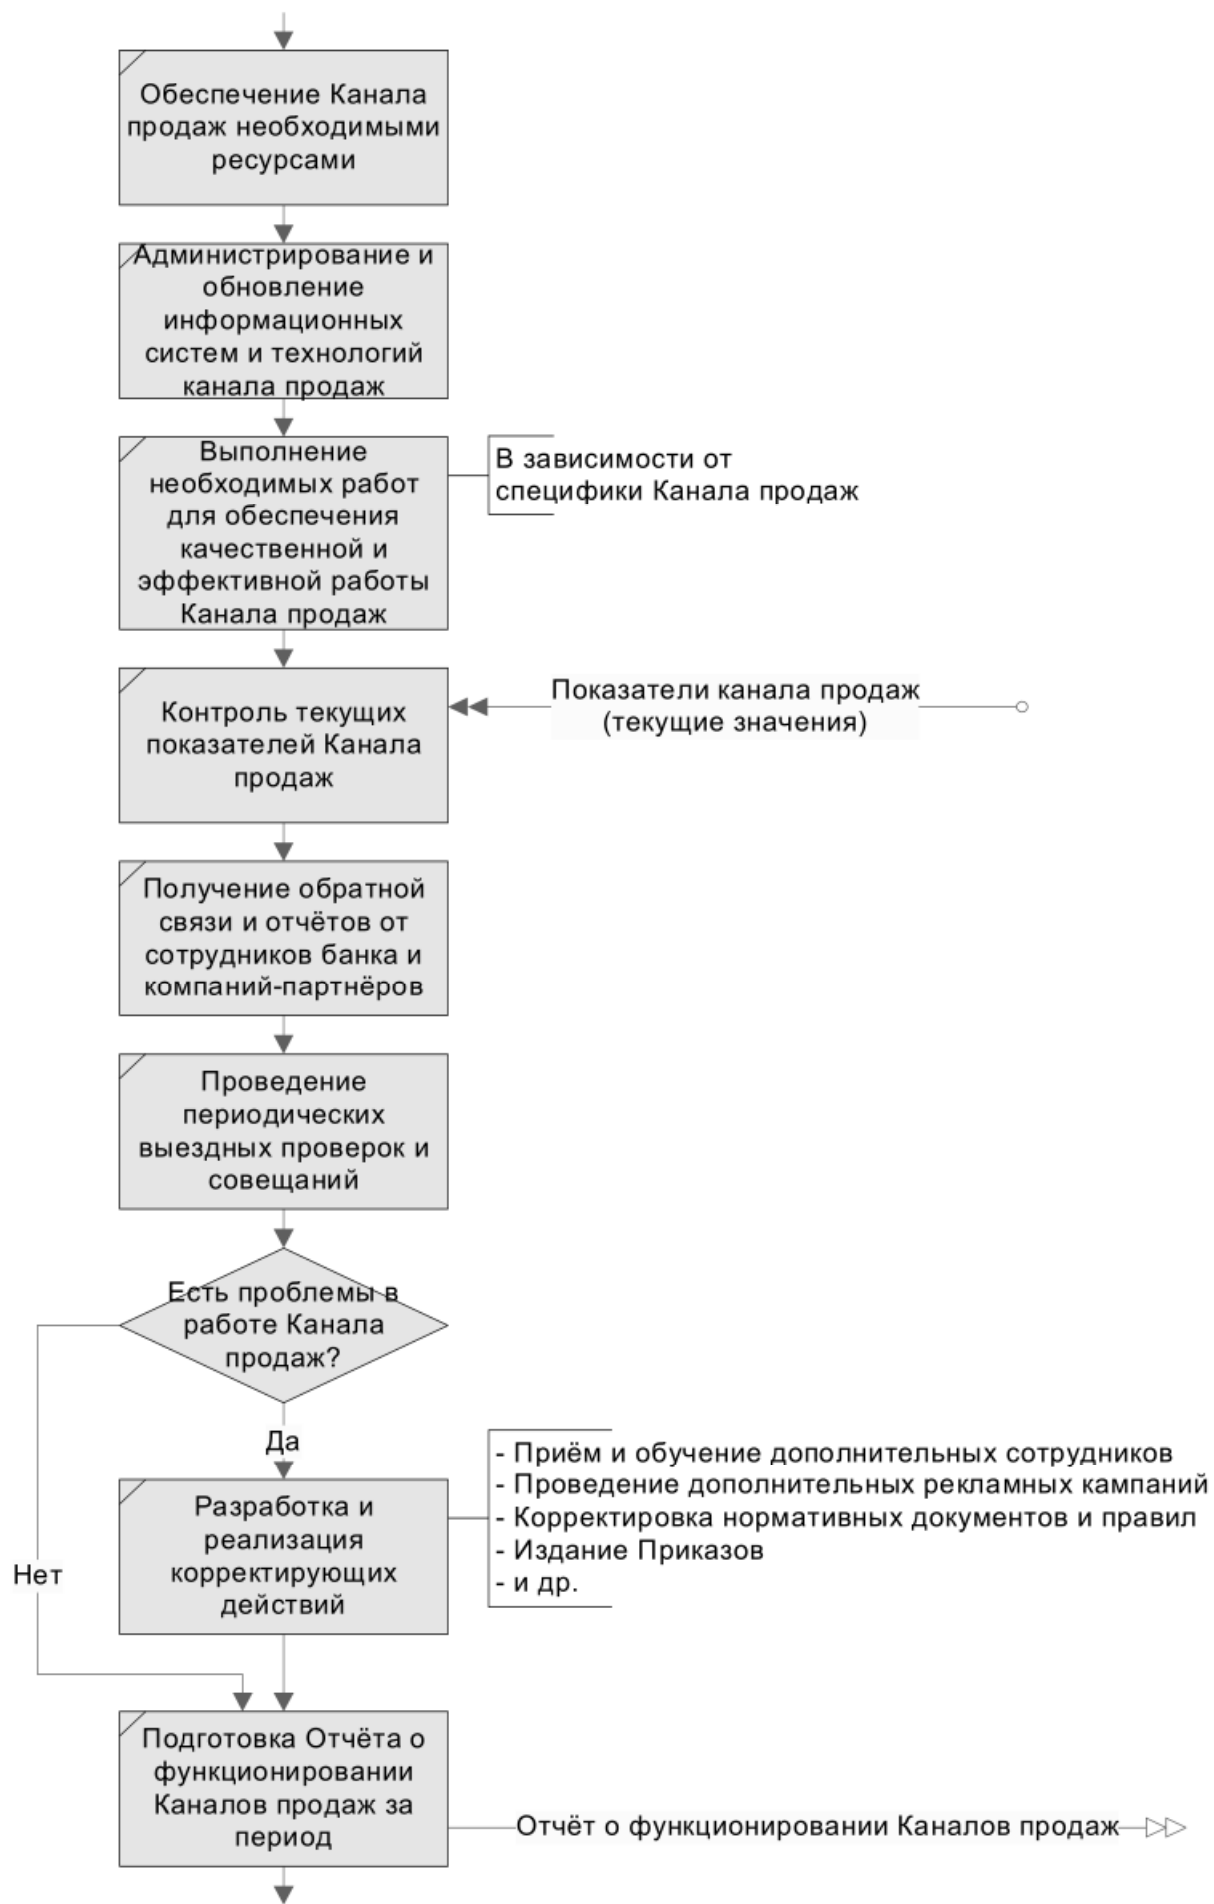 Обеспечение Канала
продаж необходимыми
ресурсами
Администрирование и
обновление
информационных
систем и технологий
канала продаж
Выполнение
необходимых работ
для обеспечения
качественной и
эффективной работы
Канала продаж
В зависимости от
специфики Канала продаж
Контроль текущих
показателей Канала
продаж
Показатели канала продаж
(текущие значения)
Получение обратной
связи и отчётов от
сотрудников банка и
компаний-партнёров
Проведение
периодических
выездных проверок и
совещаний
Есть проблемы в
работе Канала
продаж?
Да
Разработка и
реализация
корректирующих
действий
- Приём и обучение дополнительных сотрудников
- Проведение дополнительных рекламных кампаний
- Корректировка нормативных документов и правил
- Издание Приказов
- и др.
Нет
Подготовка Отчёта о
функционировании
Каналов продаж за
период
Отчёт о функционировании Каналов продаж